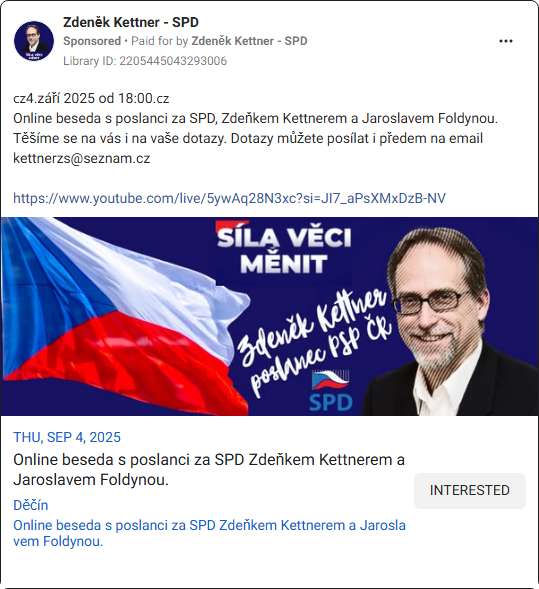 Zdeněk Kettner - SPD
Sponsored • Paid for by Zdeněk Kettner - SPD
Library ID: 2205445043293006
cz4.září 2025 od 18:00.cz
Online beseda s poslanci za SPD, Zdeňkem Kettnerem a Jaroslavem Foldynou.
Těšíme se na vás i na vaše dotazy. Dotazy můžete posílat i předem na email
kettnerzs@seznam.cz
https://www.youtube.com/live/5ywAq28N3xc?si=JI7_aPsXMxDzB-NV
SÍLA VĚCI
MĚNIT
Zdeněk Kettner
poslanec PSP ČR
SPD
THU, SEP 4, 2025
Online beseda s poslanci za SPD Zdeňkem Kettnerem a
Jaroslavem Foldynou.
INTERESTED
Děčín
Online beseda s poslanci za SPD Zdeňkem Kettnerem a Jarosla
vem Foldynou.